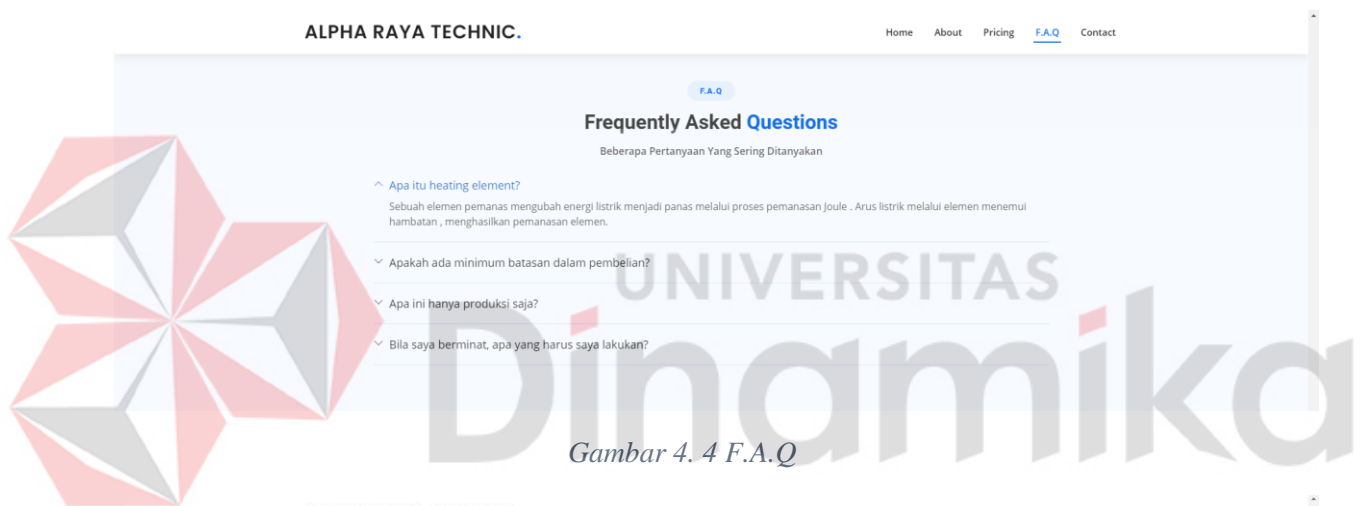 ALPHA RAYA TECHNIC.
Home About Pricing F.A.Q Contact
F.A.Q
Frequently Asked Questions
Beberapa Pertanyaan Yang Sering Ditanyakan
Apa itu heating element?
Sebuah elemen pemanas mengubah energi listrik menjadi panas melalui proses pemanasan Joule . Arus listrik melalui elemen menemui
hambatan , menghasilkan pemanasan elemen.
Apakah ada minimum batasan dalam pembelian?
Apa ini hanya produksi saja?
Bila saya berminat, apa yang harus saya lakukan?
UNIVERSITAS
Dinamika
Gambar 4. 4 F.A.Q